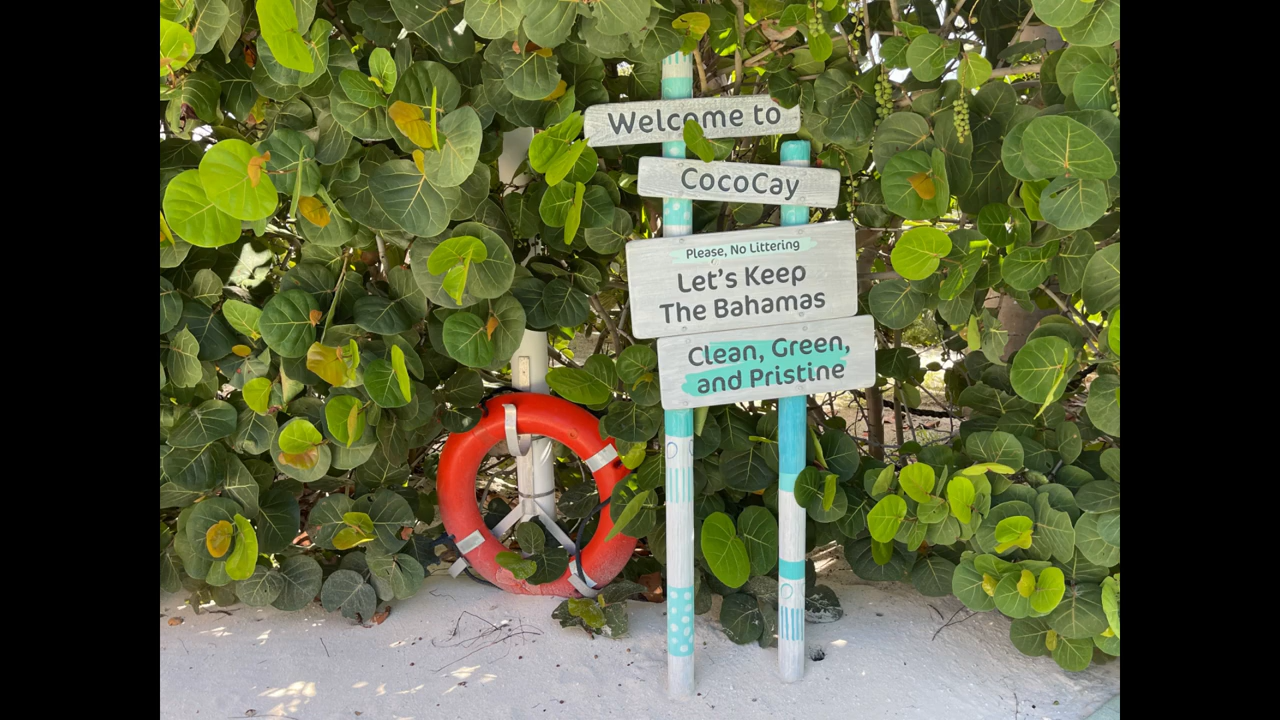 Welcome to
CocoCay
Please, No Littering
Let's Keep
The Bahamas
Clean, Green,
and Pristine